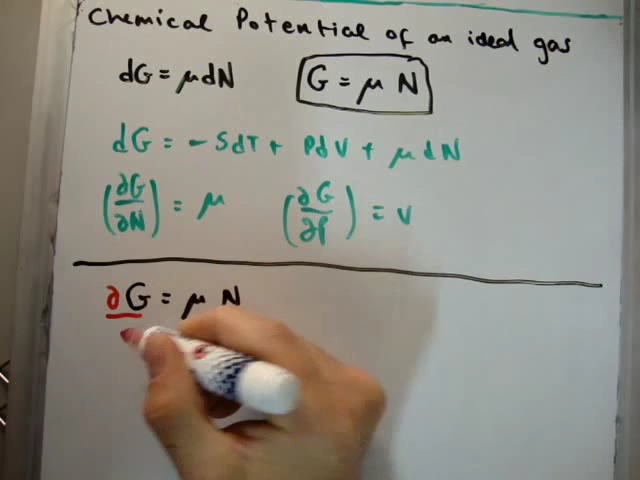 Chemical Potential of an ideal gas
dG = μdN G = μ N
dG = - SdT + PdV + μdN
(∂G/∂N) = μ (∂G/∂P) = V
∂G = μ N